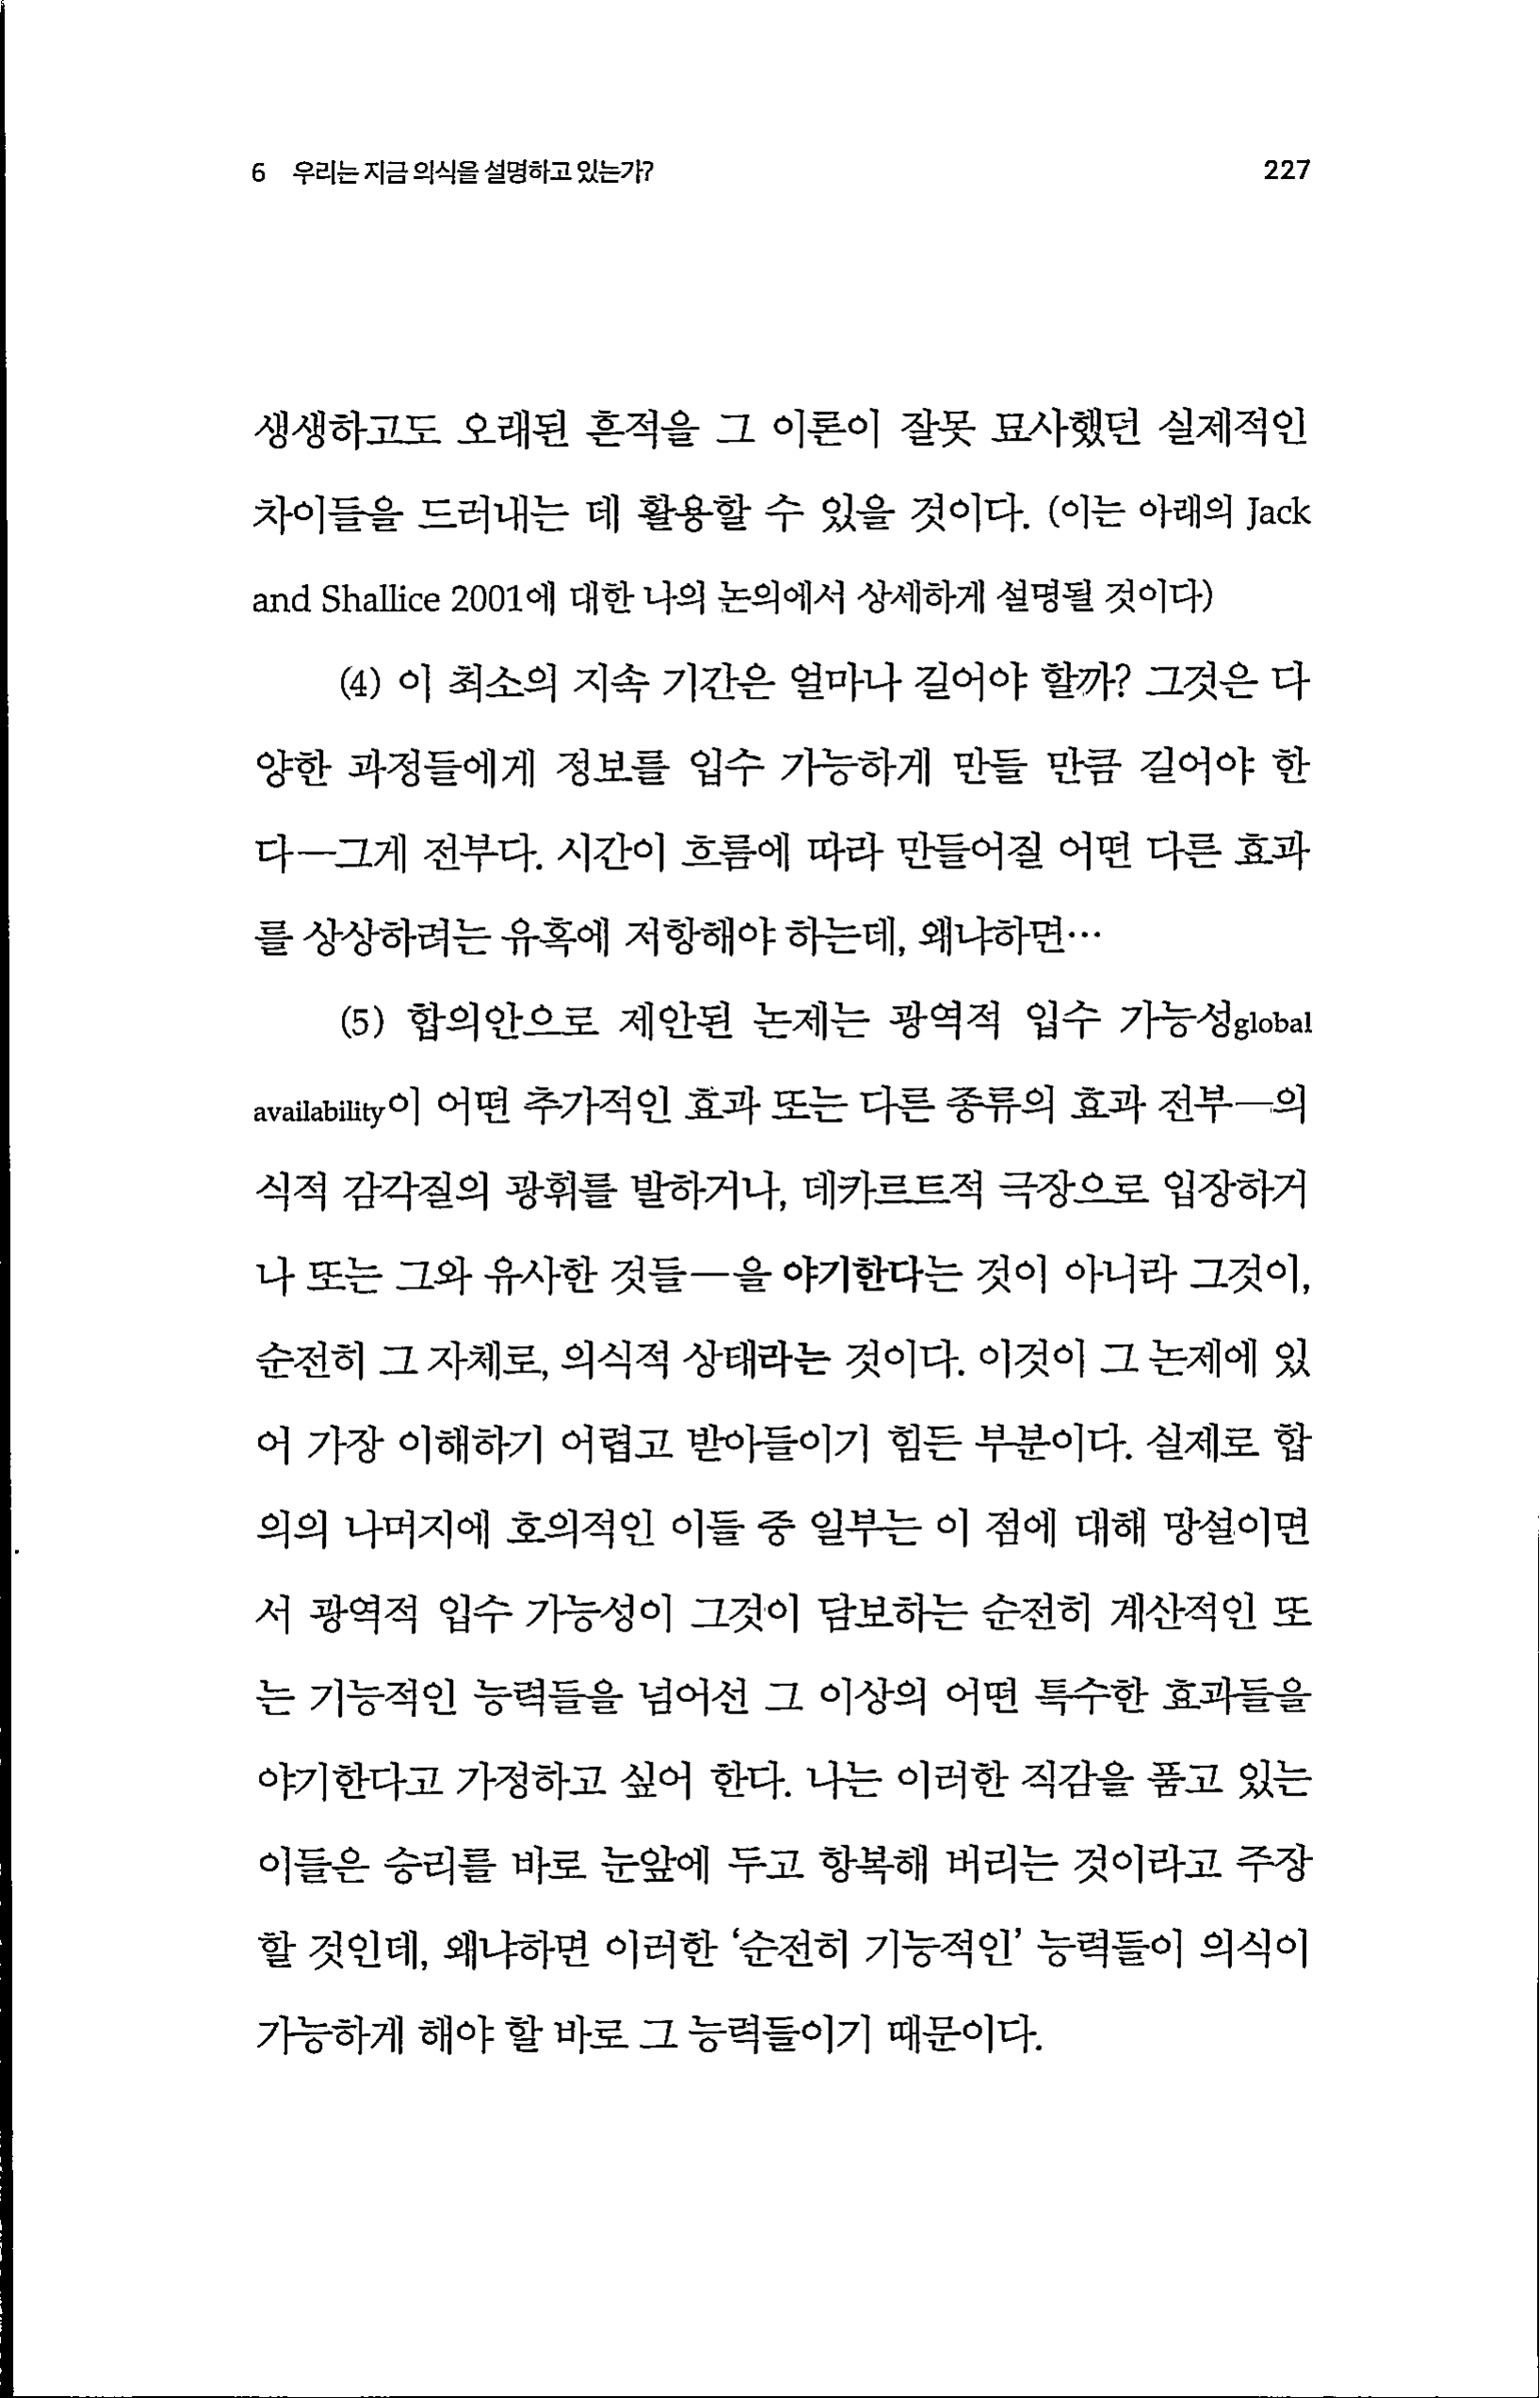 6 우리는 지금 의식을 설명하고 있는가? 227
생생하고도 오래된 흔적을 그 이론이 잘못 묘사했던 실제적인
차이들을 드러내는 데 활용할 수 있을 것이다. (이는 아래의 Jack
and Shallice 2001에 대한 나의 논의에서 상세하게 설명될 것이다)
(4) 이 최소의 지속 기간은 얼마나 길어야 할까? 그것은 다
양한 과정들에게 정보를 입수 가능하게 만들 만큼 길어야 한
다—그게 전부다. 시간이 흐름에 따라 만들어질 어떤 다른 효과
를 상상하려는 유혹에 저항해야 하는데, 왜냐하면…
(5) 합의안으로 제안된 논제는 광역적 입수 가능성global
availability이 어떤 추가적인 효과 또는 다른 종류의 효과 전부—의
식적 감각질의 광휘를 발하거나, 데카르트적 극장으로 입장하거
나 또는 그와 유사한 것들—을 야기한다는 것이 아니라 그것이,
순전히 그 자체로, 의식적 상태라는 것이다. 이것이 그 논제에 있
어 가장 이해하기 어렵고 받아들이기 힘든 부분이다. 실제로 합
의의 나머지에 호의적인 이들 중 일부는 이 점에 대해 망설이면
서 광역적 입수 가능성이 그것이 담보하는 순전히 계산적인 또
는 기능적인 능력들을 넘어선 그 이상의 어떤 특수한 효과들을
야기한다고 가정하고 싶어 한다. 나는 이러한 직감을 품고 있는
이들은 승리를 바로 눈앞에 두고 항복해 버리는 것이라고 주장
할 것인데, 왜냐하면 이러한 ‘순전히 기능적인’ 능력들이 의식이
가능하게 해야 할 바로 그 능력들이기 때문이다.